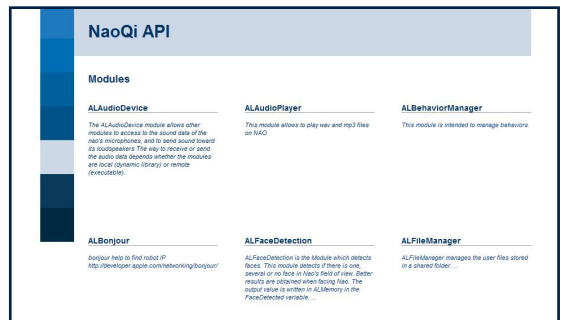 NaoQi API
Modules
ALAudioDevice
The ALAudioDevice module allows other
modules to access to the sound data of the
nao's microphones, and to send sound toward
its loudspeakers The way to receive or send
the audio data depends whether the modules
are local (dynamic library) or remote
(executable).
ALAudioPlayer
This module allows to play wav and mp3 files
on NAO
ALBehaviorManager
This module is intended to manage behaviors.
ALBonjour
bonjour help to find robot IP
http://developer.apple.com/networking/bonjour/
ALFaceDetection
ALFaceDetection is the Module which detects
faces. This module detects if there is one,
several or no face in Nao's field of view. Better
results are obtained when facing Nao. The
output value is written in ALMemory in the
FaceDetected variable. ...
ALFileManager
ALFileManager manages the user files stored
in a shared folder. ...